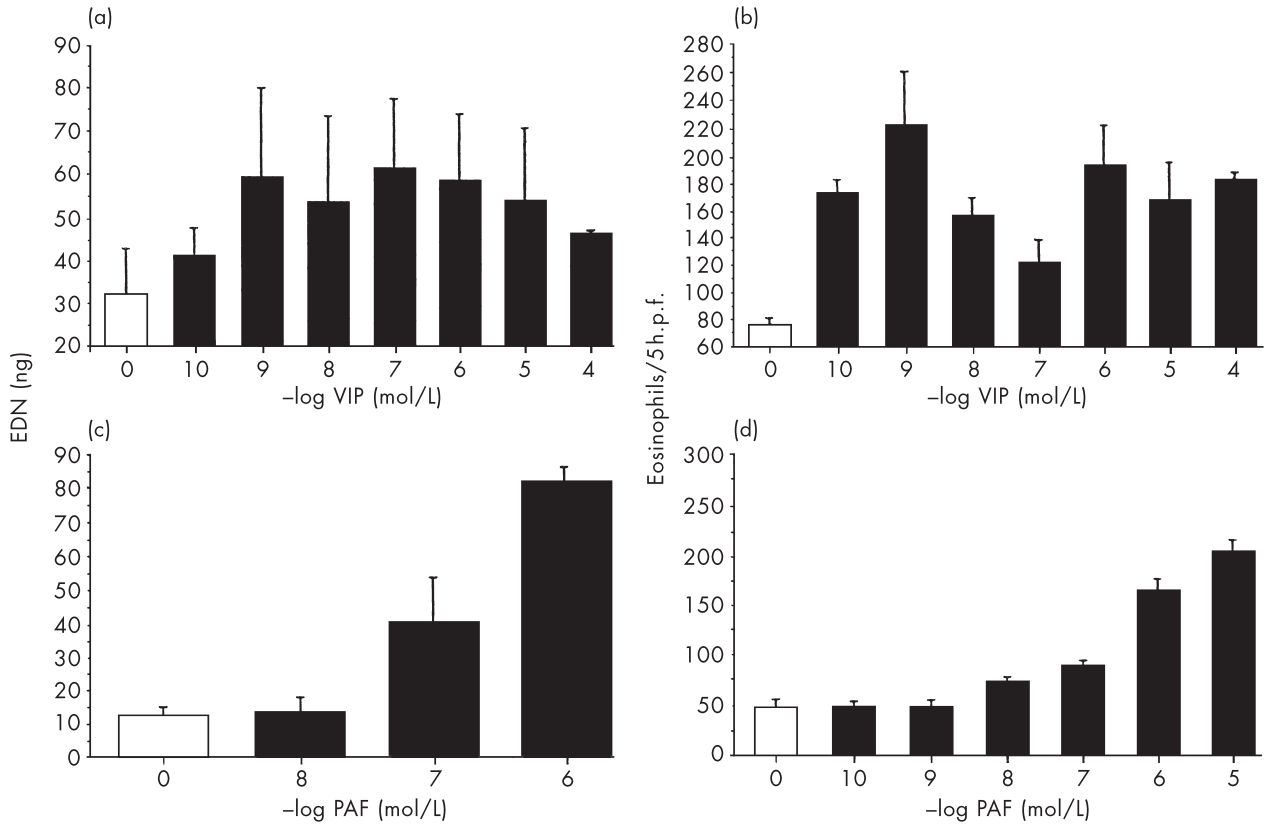 (a)
90
80
70
60
50
40
30
20
0 10 9 8 7 6 5 4
–log VIP (mol/L)
(b)
280
260
240
220
200
180
160
140
120
100
80
60
0 10 9 8 7 6 5 4
–log VIP (mol/L)
EDN (ng)
Eosinophils/5h.p.f.
(c)
90
80
70
60
50
40
30
20
10
0
0 8 7 6
–log PAF (mol/L)
(d)
300
250
200
150
100
50
0
0 10 9 8 7 6 5
–log PAF (mol/L)